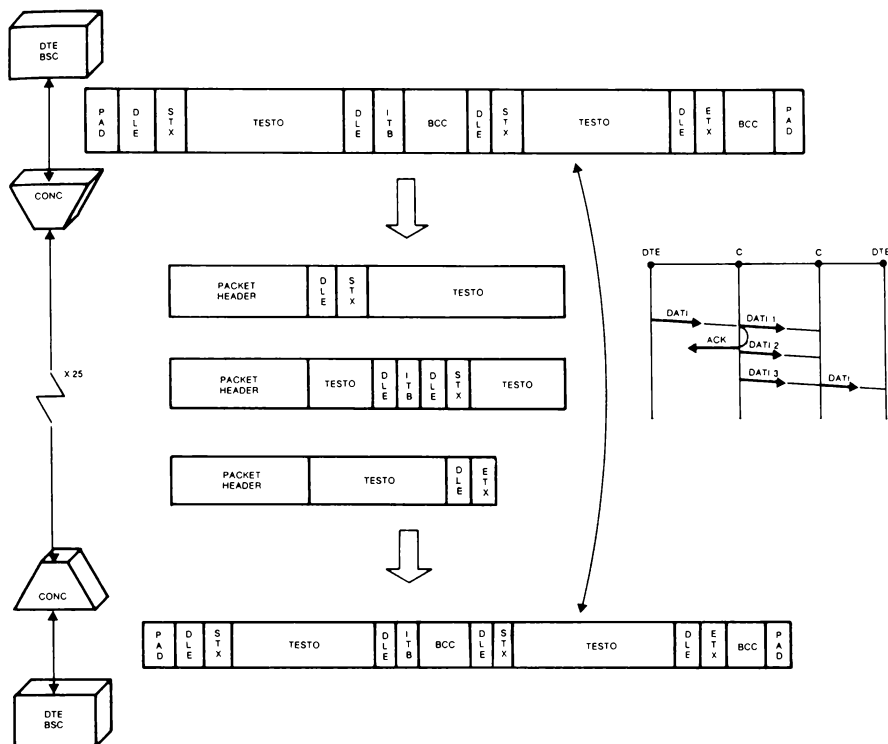 DTE
BSC
PAD DLE STX TESTO DLE ITB BCC DLE STX TESTO DLE ETX BCC PAD
CONC
PACKET
HEADER
DLE STX TESTO
PACKET
HEADER
TESTO DLE ITB DLE STX TESTO
PACKET
HEADER
TESTO DLE ETX
X 25
DTE C C DTE
DATI DATI 1
ACK DATI 2
DATI 3 DATI
CONC
PAD DLE STX TESTO DLE ITB BCC DLE STX TESTO DLE ETX BCC PAD
DTE
BSC